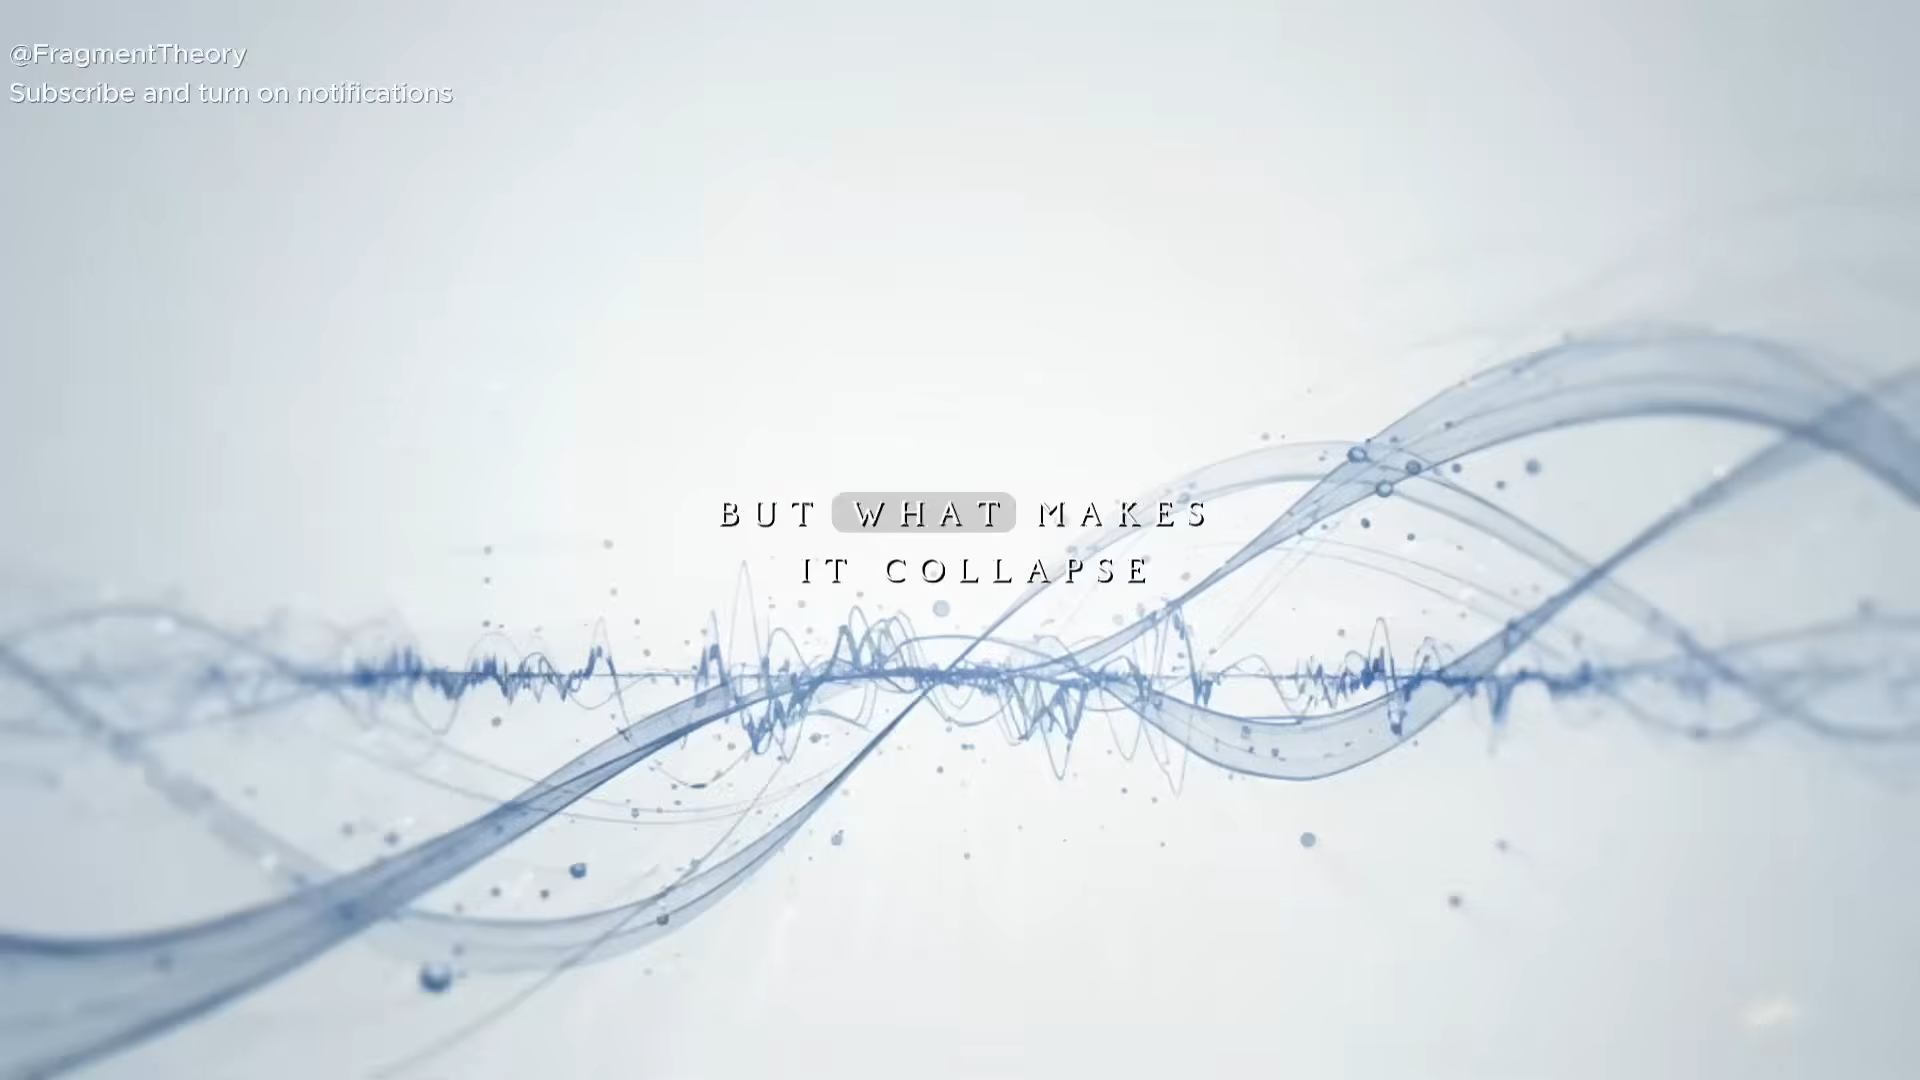 @FragmentTheory
Subscribe and turn on notifications
BUT WHAT MAKES
IT COLLAPSE